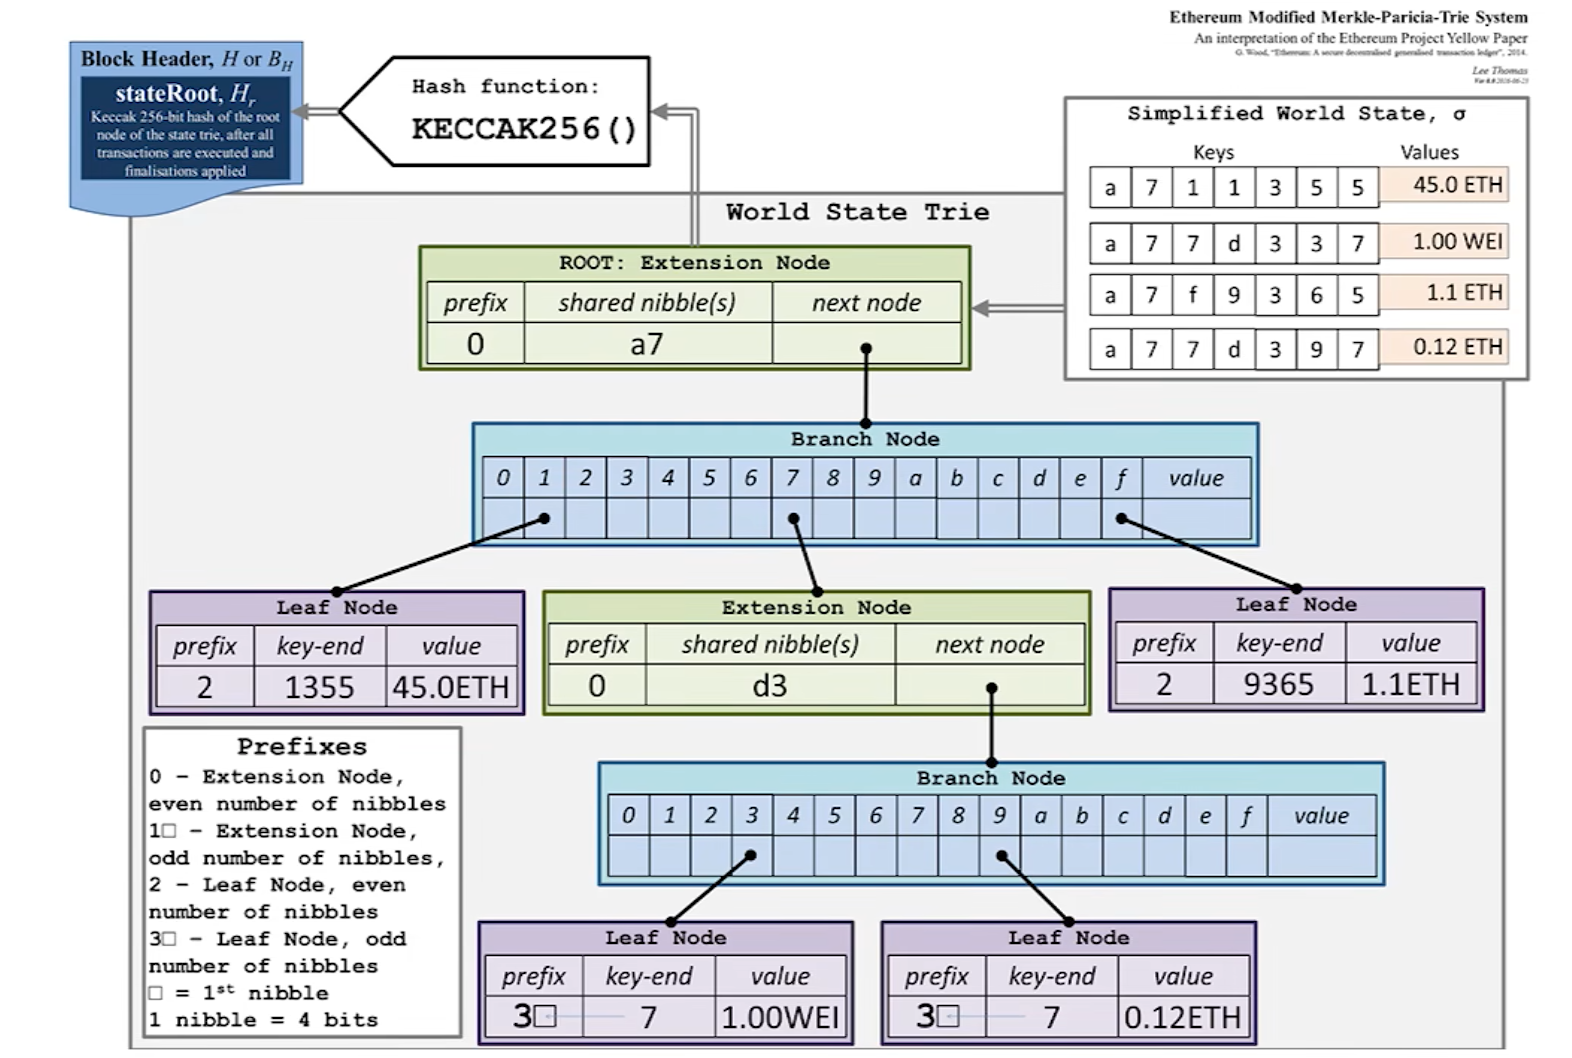 Ethereum Modified Merkle-Paricia-Trie System
An interpretation of the Ethereum Project Yellow Paper
G. Wood, "Ethereum: A secure decentralised generalised transaction ledger", 2014.
Lee Thomas
Block Header, H or BH
stateRoot, Hr
Keccak 256-bit hash of the root
node of the state trie, after all
transactions are executed and
finalisations applied
Hash function:
KECCAK256()
Simplified World State, σ
Keys Values
a 7 1 1 3 5 5 45.0 ETH
a 7 7 d 3 3 7 1.00 WEI
a 7 f 9 3 6 5 1.1 ETH
a 7 7 d 3 9 7 0.12 ETH
World State Trie
ROOT: Extension Node
prefix shared nibble(s) next node
0 a7
Branch Node
0 1 2 3 4 5 6 7 8 9 a b c d e f value
Leaf Node
prefix key-end value
2 1355 45.0ETH
Extension Node
prefix shared nibble(s) next node
0 d3
Leaf Node
prefix key-end value
2 9365 1.1ETH
Prefixes
0 – Extension Node,
even number of nibbles
1□ – Extension Node,
odd number of nibbles,
2 – Leaf Node, even
number of nibbles
3□ – Leaf Node, odd
number of nibbles
□ = 1st nibble
1 nibble = 4 bits
Branch Node
0 1 2 3 4 5 6 7 8 9 a b c d e f value
Leaf Node
prefix key-end value
3□ 7 1.00WEI
Leaf Node
prefix key-end value
3□ 7 0.12ETH